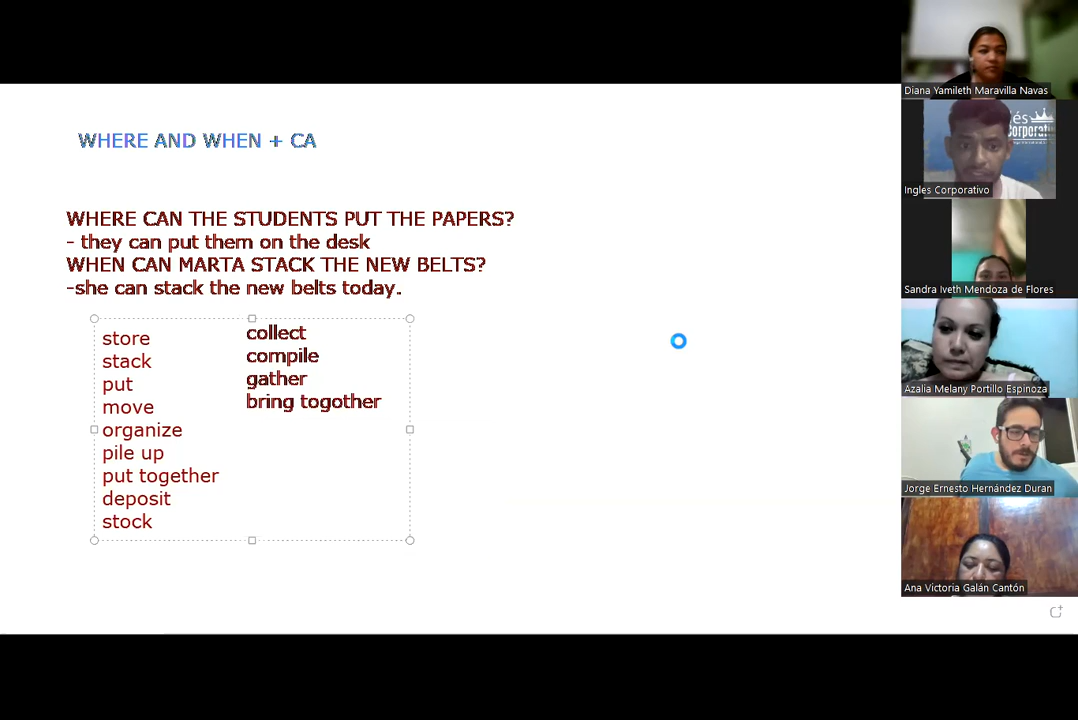 WHERE AND WHEN + CA
WHERE CAN THE STUDENTS PUT THE PAPERS?
- they can put them on the desk
WHEN CAN MARTA STACK THE NEW BELTS?
-she can stack the new belts today.
store
stack
put
move
organize
pile up
put together
deposit
stock
collect
compile
gather
bring togother
Diana Yamileth Maravilla Navas
és
Corporati
Ingles Corporativo
Sandra Iveth Mendoza de Flores
Azalia Melany Portillo Espinoza
Jorge Ernesto Hernández Duran
Ana Victoria Galán Cantón